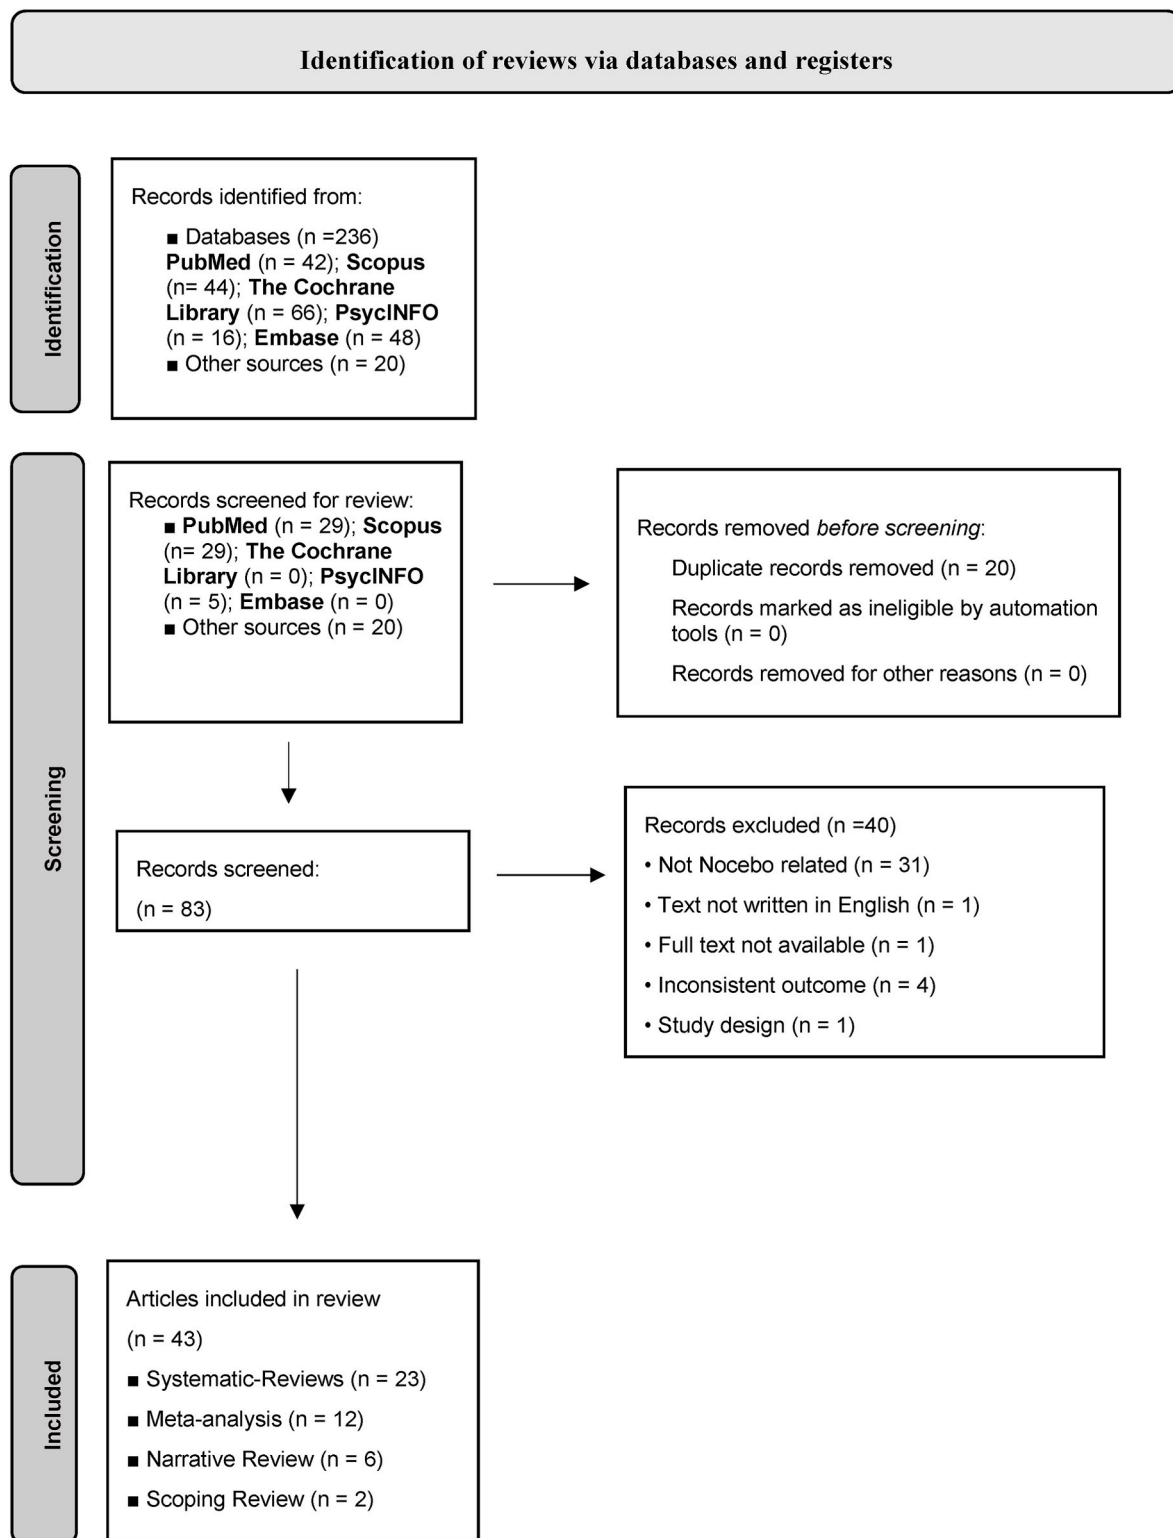 Identification of reviews via databases and registers
Identification
Records identified from:
■ Databases (n =236)
PubMed (n = 42); Scopus
(n= 44); The Cochrane
Library (n = 66); PsycINFO
(n = 16); Embase (n = 48)
■ Other sources (n = 20)
Screening
Records screened for review:
■ PubMed (n = 29); Scopus
(n= 29); The Cochrane
Library (n = 0); PsycINFO
(n = 5); Embase (n = 0)
■ Other sources (n = 20)
Records removed before screening:
Duplicate records removed (n = 20)
Records marked as ineligible by automation
tools (n = 0)
Records removed for other reasons (n = 0)
Records screened:
(n = 83)
Records excluded (n =40)
• Not Nocebo related (n = 31)
• Text not written in English (n = 1)
• Full text not available (n = 1)
• Inconsistent outcome (n = 4)
• Study design (n = 1)
Included
Articles included in review
(n = 43)
■ Systematic-Reviews (n = 23)
■ Meta-analysis (n = 12)
■ Narrative Review (n = 6)
■ Scoping Review (n = 2)